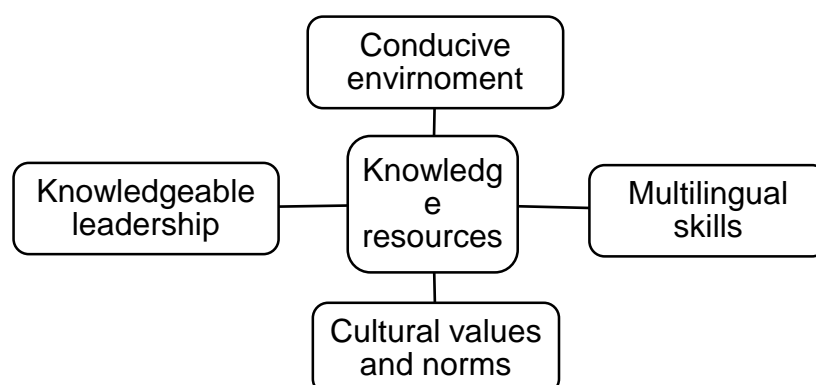 Conducive
envirnoment
Knowledgeable
leadership
Knowledg
e
resources
Multilingual
skills
Cultural values
and norms